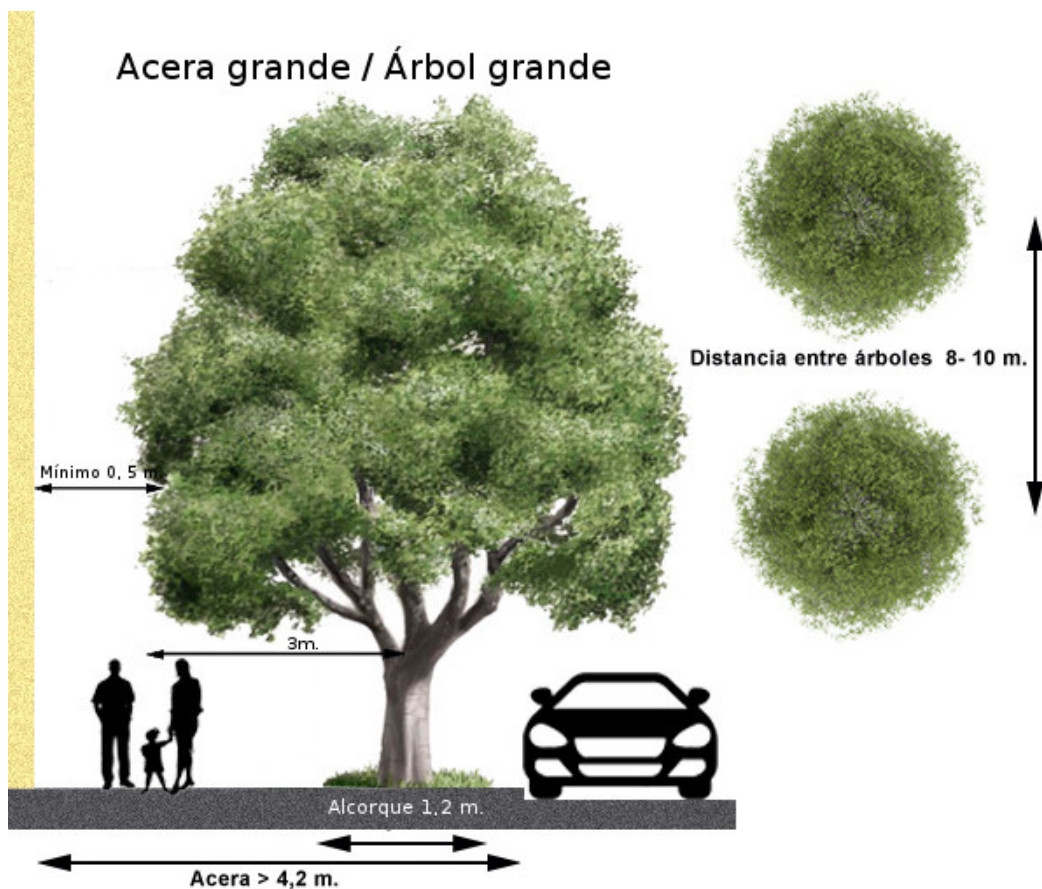 Acera grande / Árbol grande
Distancia entre árboles 8- 10 m.
Mínimo 0, 5 m
3m.
Alcorque 1,2 m.
Acera > 4,2 m.